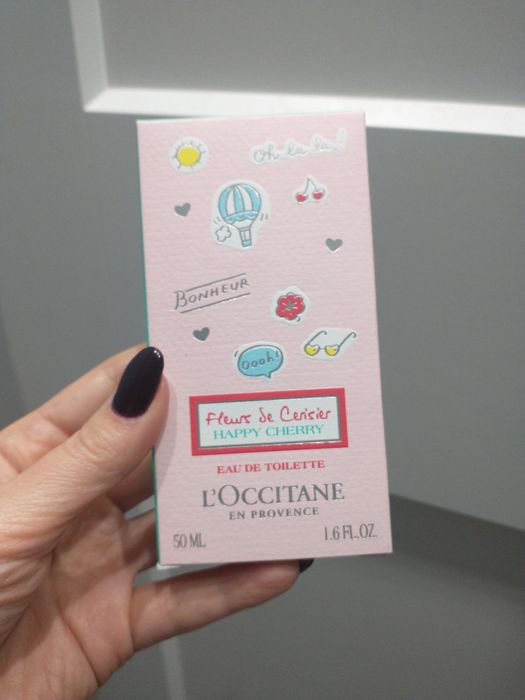 Oh la la!
BONHEUR
Oooh!
Fleurs de Cerisier
HAPPY CHERRY
EAU DE TOILETTE
L'OCCITANE
EN PROVENCE
50 ML 1.6 FL.OZ.